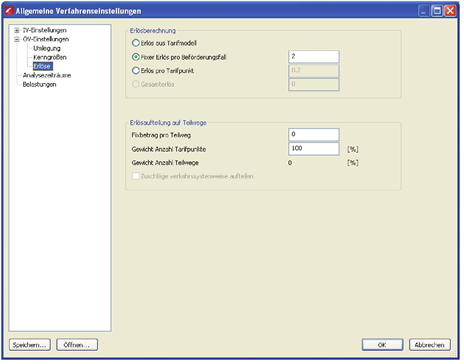 Allgemeine Verfahrenseinstellungen
IV-Einstellungen
ÖV-Einstellungen
Umlegung
Kenngrößen
Erlöse
Analysezeiträume
Belastungen
Erlösberechnung
Erlös aus Tarifmodell
Fixer Erlös pro Beförderungsfall 2
Erlös pro Tarifpunkt 0.2
Gesamterlös 0
Erlösaufteilung auf Teilwege
Fixbetrag pro Teilweg 0
Gewicht Anzahl Tarifpunkte 100 [%]
Gewicht Anzahl Teilwege 0 [%]
Zuschläge verkehrssystemweise aufteilen
Speichern... Öffnen... OK Abbrechen